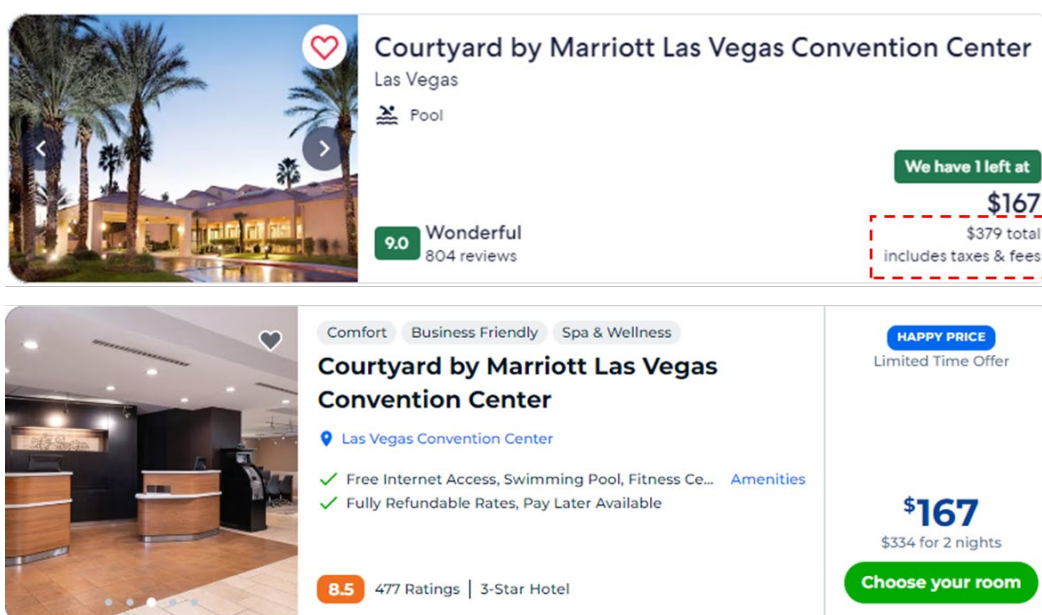 Courtyard by Marriott Las Vegas Convention Center
Las Vegas
Pool
We have 1 left at
$167
$379 total
includes taxes & fees
9.0
Wonderful
804 reviews
Comfort Business Friendly Spa & Wellness
Courtyard by Marriott Las Vegas
Convention Center
Las Vegas Convention Center
Free Internet Access, Swimming Pool, Fitness Ce... Amenities
Fully Refundable Rates, Pay Later Available
8.5 477 Ratings | 3-Star Hotel
HAPPY PRICE
Limited Time Offer
$167
$334 for 2 nights
Choose your room